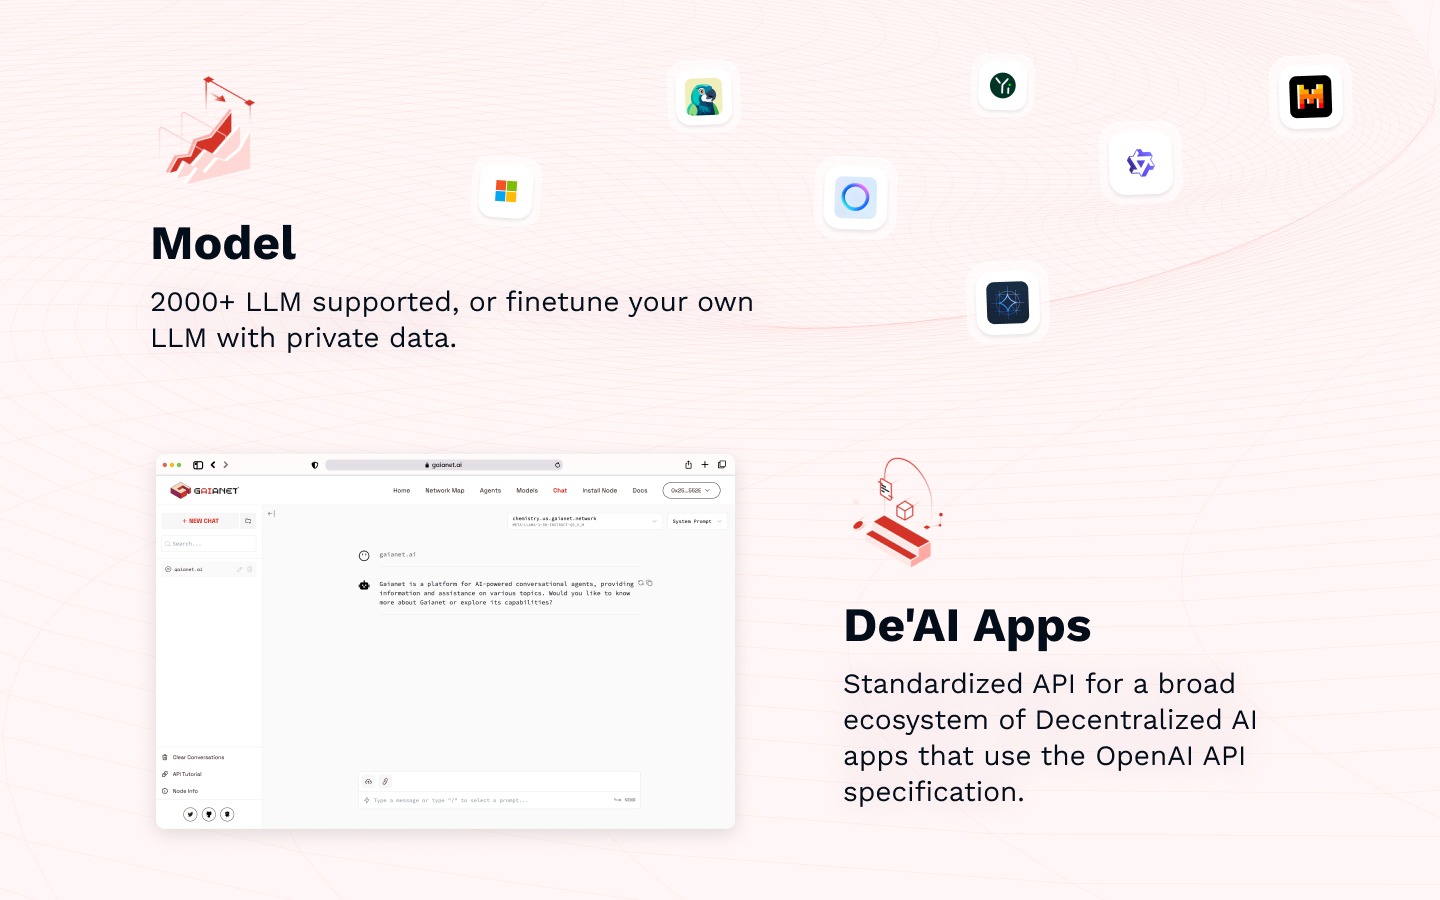 Model
2000+ LLM supported, or finetune your own
LLM with private data.
gaianet.ai
GAIANET
Home Network Map Agents Models Chat Install Node Docs
+ NEW CHAT
Search...
gaianet.ai
chemistry.us.gaianet.network
System Prompt
gaianet.ai
Gaianet is a platform for AI-powered conversational agents, providing
information and assistance on various topics. Would you like to know
more about Gaianet or explore its capabilities?
Clear Conversations
API Tutorial
Node Info
Type a message or type "/" to select a prompt...
SEND
De'AI Apps
Standardized API for a broad
ecosystem of Decentralized AI
apps that use the OpenAI API
specification.